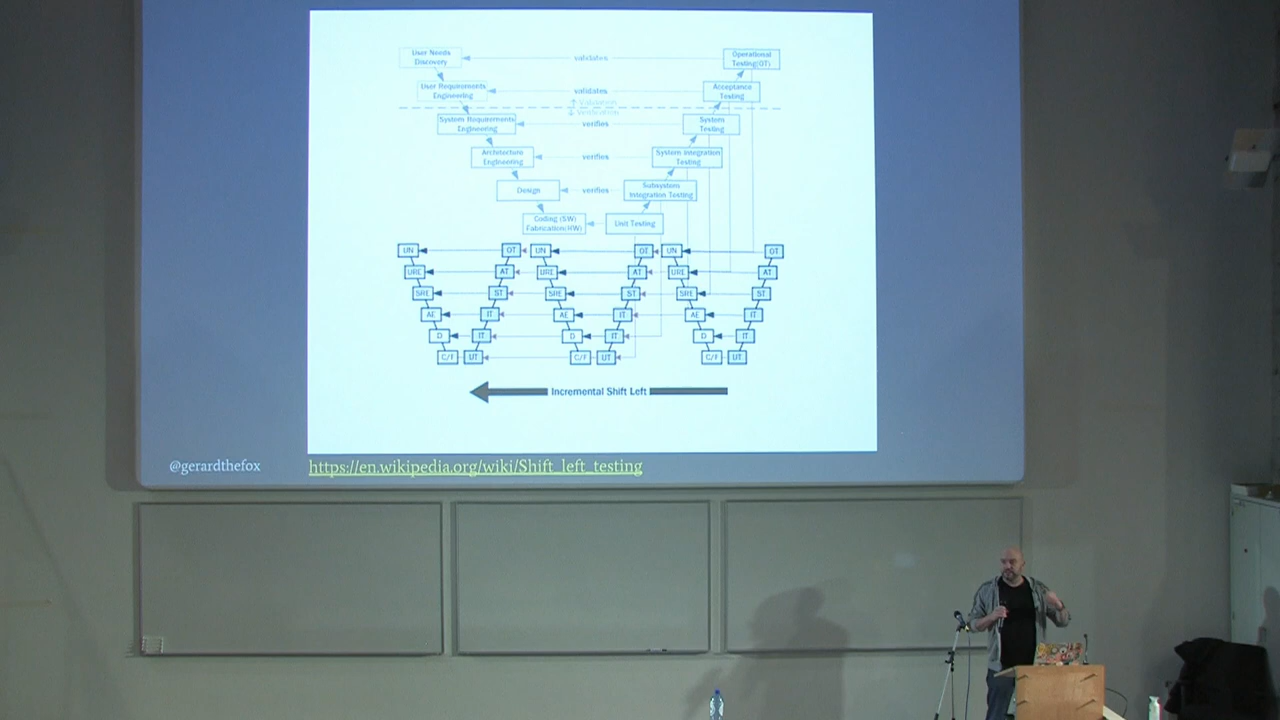 User Needs
Discovery
validates
Operational
Testing(OT)
User Requirements
Engineering
validates
Acceptance
Testing
Validation
Verification
System Requirements
Engineering
verifies
System
Testing
Architecture
Engineering
verifies
System Integration
Testing
Design
verifies
Subsystem
Integration Testing
Coding (SW)
Fabrication(HW)
Unit Testing
UN OT UN OT UN OT
URE AT URE AT URE AT
SRE ST SRE ST SRE ST
AE IT AE IT AE IT
D IT D IT D IT
C/F UT C/F UT C/F UT
Incremental Shift Left
@gerardthefox
https://en.wikipedia.org/wiki/Shift_left_testing